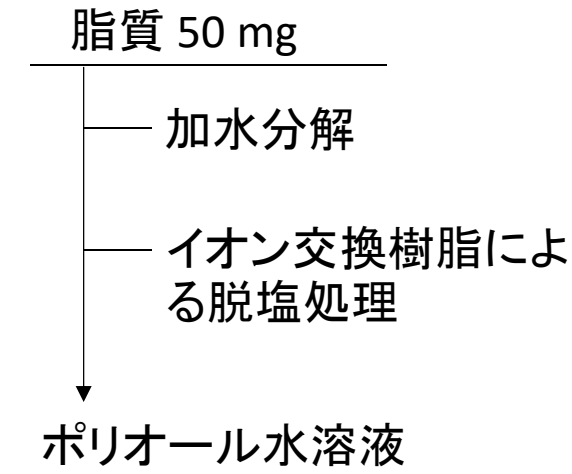 脂質 50 mg
加水分解
イオン交換樹脂によ
る脱塩処理
ポリオール水溶液